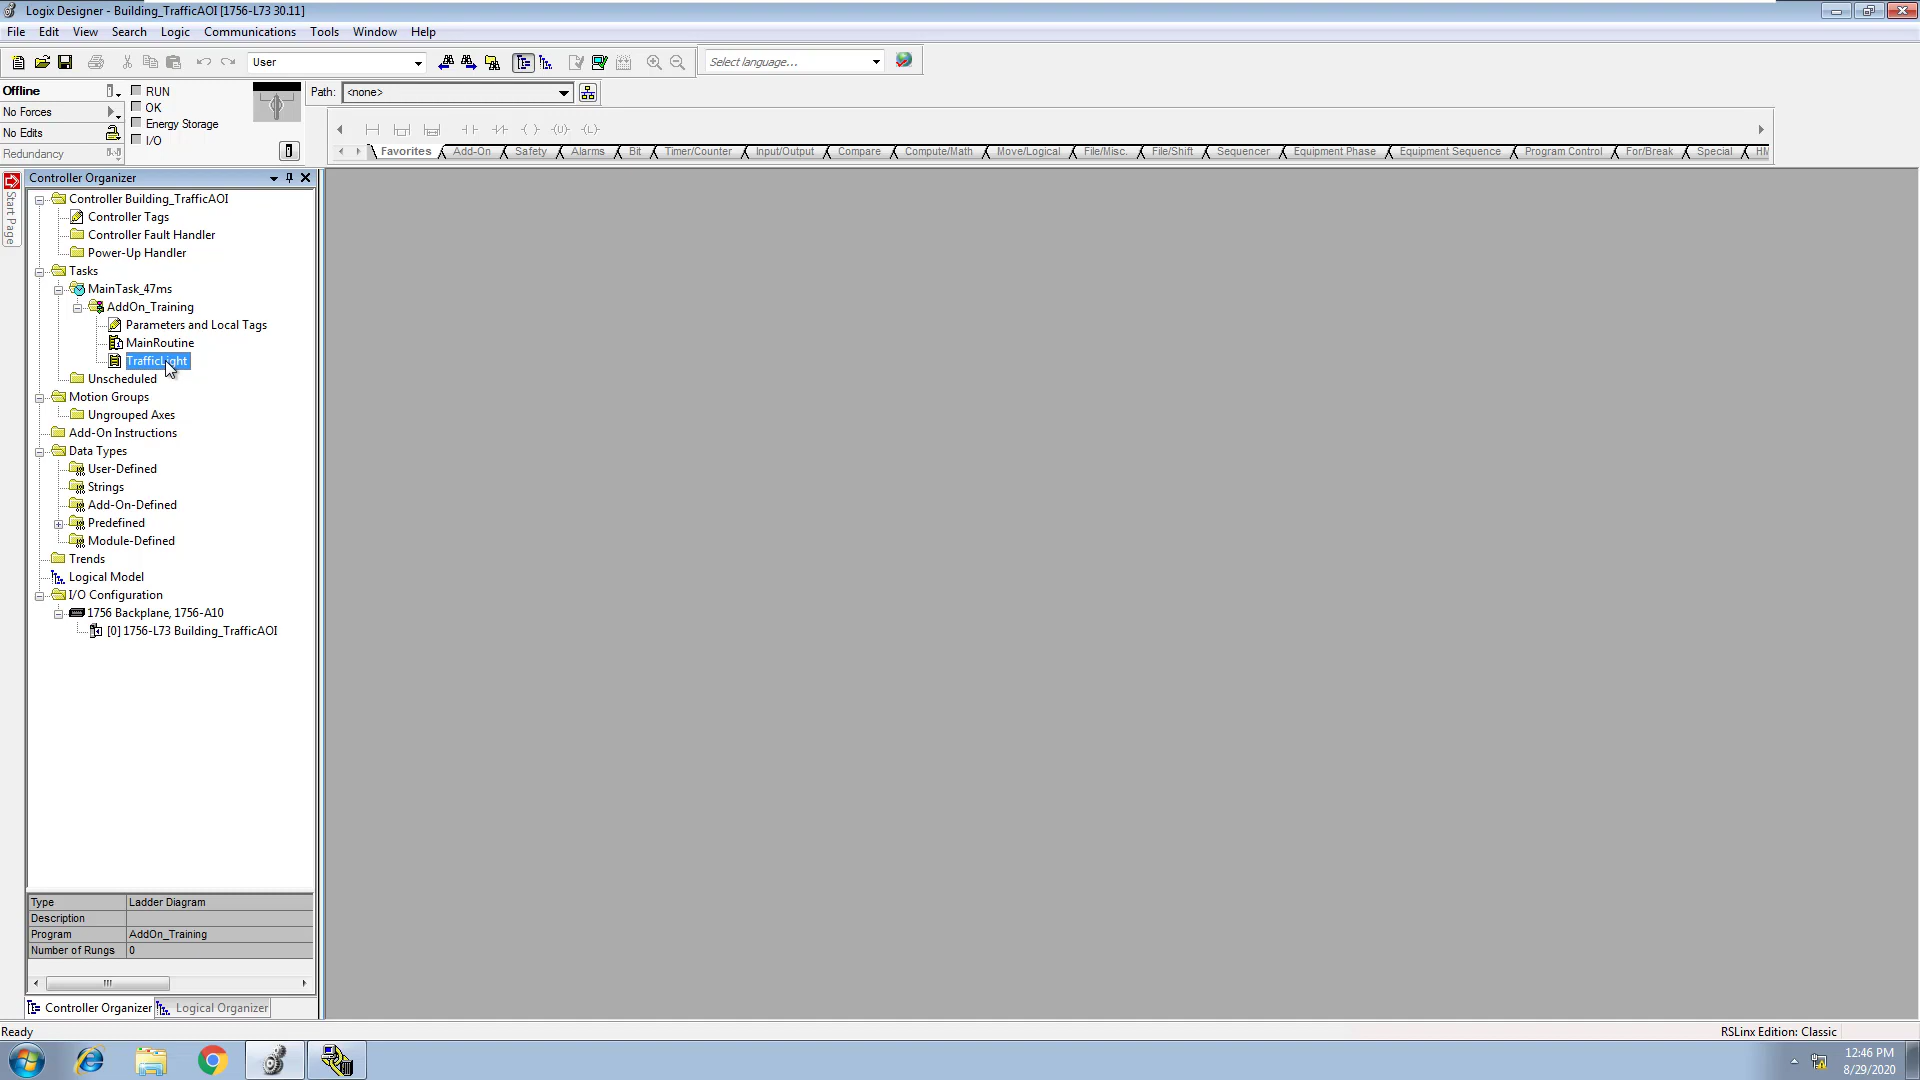 Logix Designer - Building_TrafficAOI [1756-L73 30.11]
File Edit View Search Logic Communications Tools Window Help
User
Select language...
Offline
RUN
No Forces
OK
No Edits
Energy Storage
Redundancy
I/O
Path: <none>
Favorites Add-On Safety Alarms Bit Timer/Counter Input/Output Compare Compute/Math Move/Logical File/Misc. File/Shift Sequencer Equipment Phase Equipment Sequence Program Control For/Break Special HM
Start Page
Controller Organizer
Controller Building_TrafficAOI
Controller Tags
Controller Fault Handler
Power-Up Handler
Tasks
MainTask_47ms
AddOn_Training
Parameters and Local Tags
MainRoutine
TrafficLight
Unscheduled
Motion Groups
Ungrouped Axes
Add-On Instructions
Data Types
User-Defined
Strings
Add-On-Defined
Predefined
Module-Defined
Trends
Logical Model
I/O Configuration
1756 Backplane, 1756-A10
[0] 1756-L73 Building_TrafficAOI
Type Ladder Diagram
Description
Program AddOn_Training
Number of Rungs 0
Controller Organizer Logical Organizer
Ready
RSLinx Edition: Classic
12:46 PM
8/29/2020